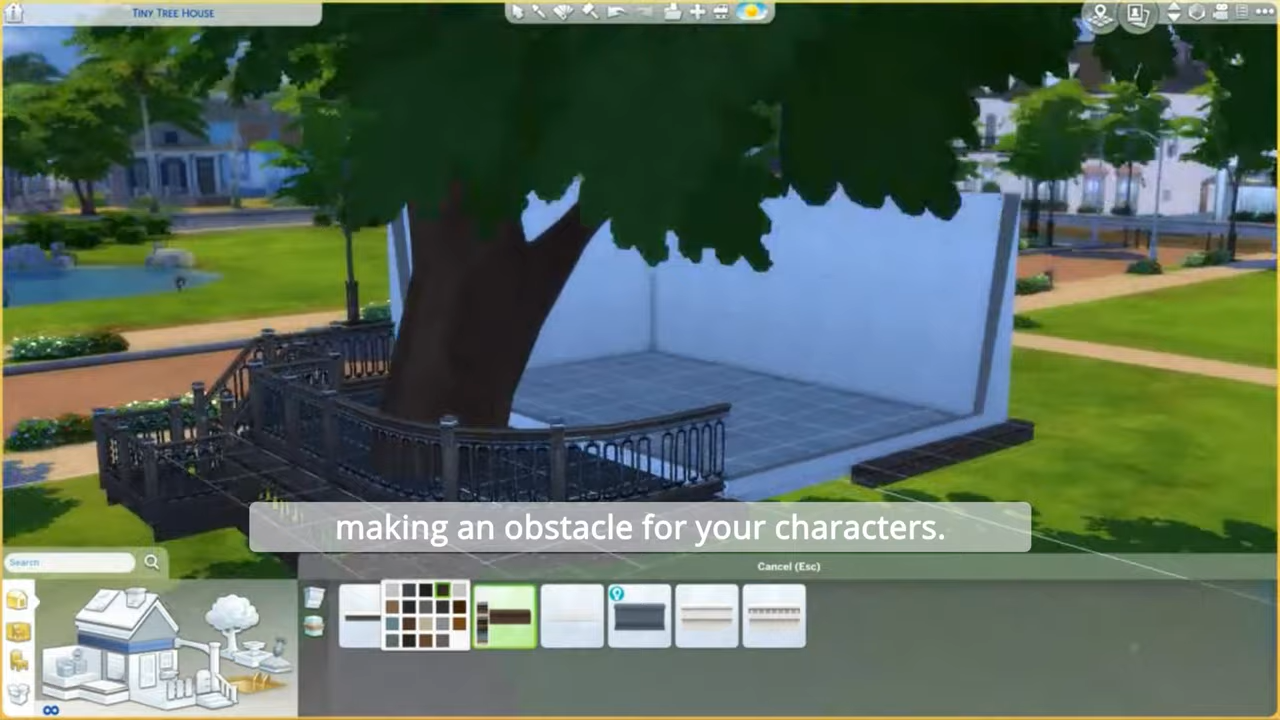 TINY TREE HOUSE
making an obstacle for your characters.
Search
Cancel (Esc)